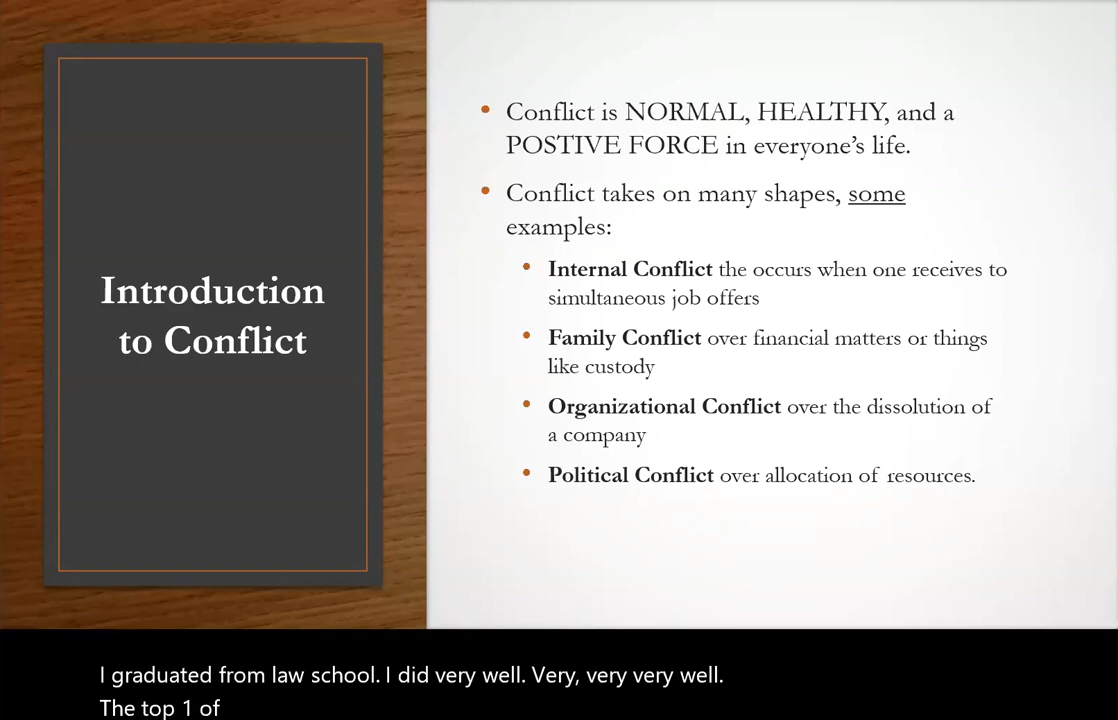 Introduction
to Conflict
• Conflict is NORMAL, HEALTHY, and a
POSTIVE FORCE in everyone’s life.
• Conflict takes on many shapes, some
examples:
• Internal Conflict the occurs when one receives to
simultaneous job offers
• Family Conflict over financial matters or things
like custody
• Organizational Conflict over the dissolution of
a company
• Political Conflict over allocation of resources.
I graduated from law school. I did very well. Very, very very well.
The top 1 of